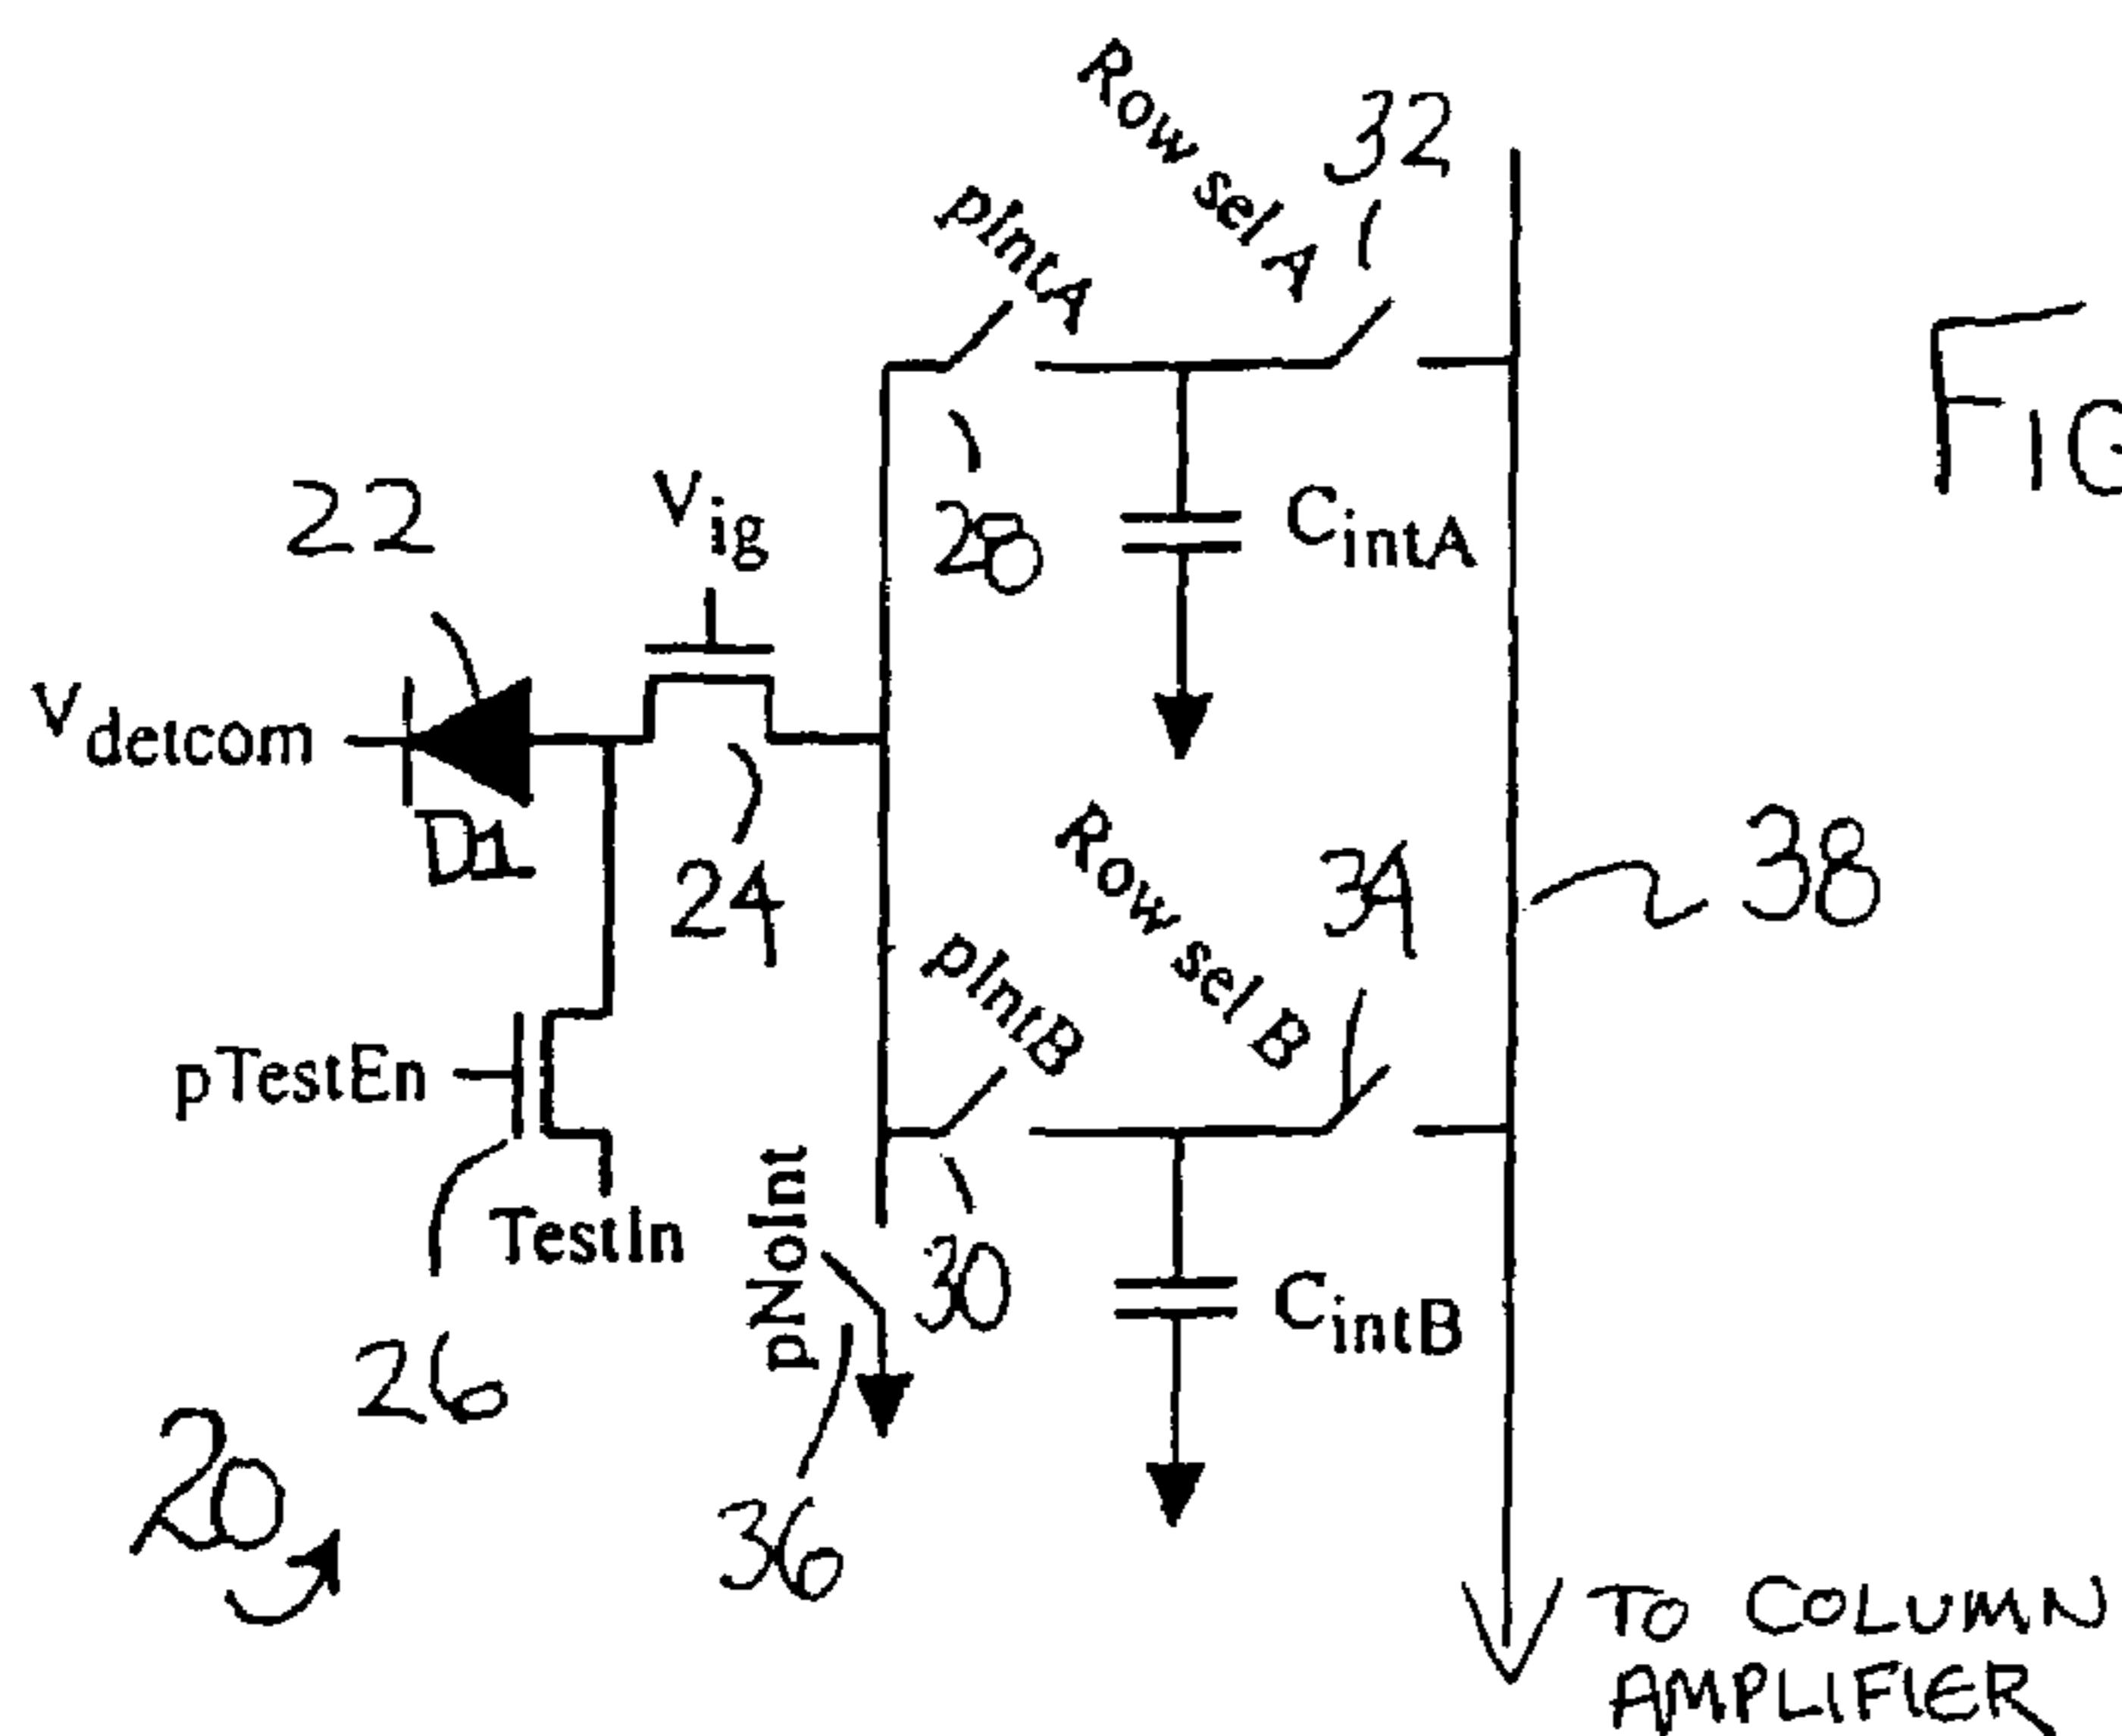 Row sel A
32
pIntA
FIG
22
Vig
28
CintA
Vdetcom
D1
24
Row sel B
34
38
pIntB
pTestEn
TestIn
pNoInt
30
CintB
26
20
36
TO COLUMN
AMPLIFIER